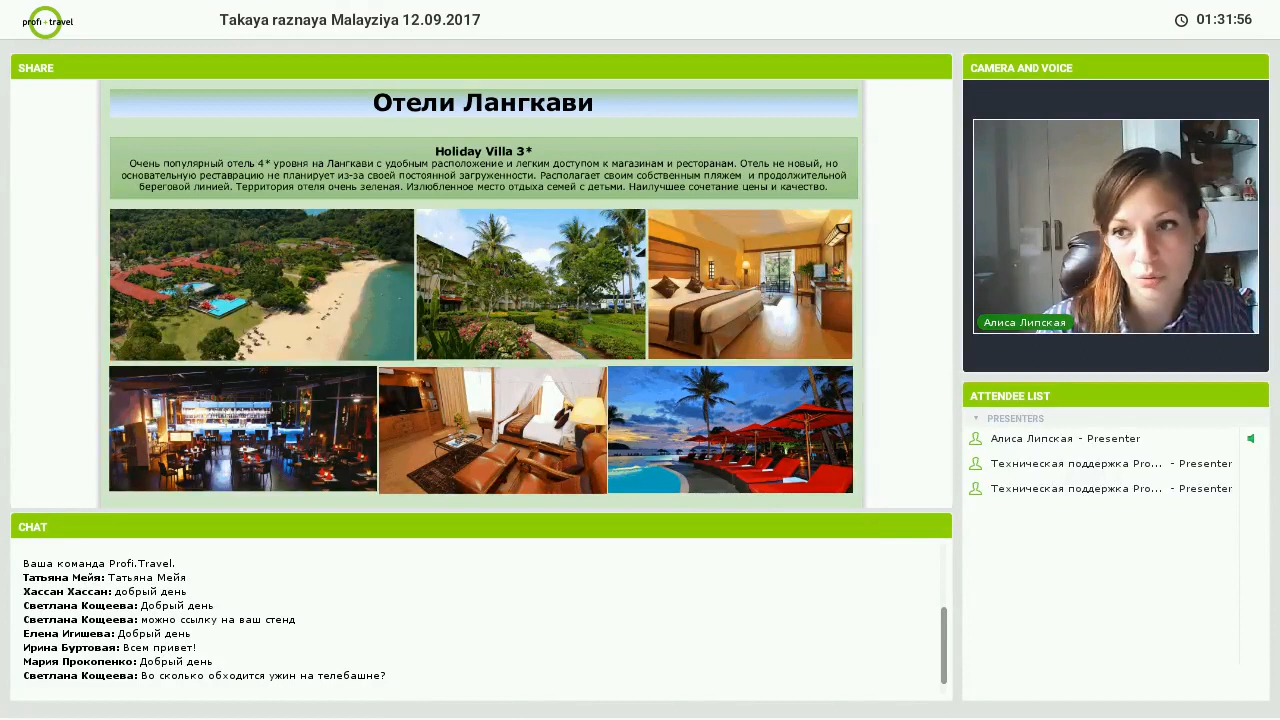 profi + travel
Takaya raznaya Malayziya 12.09.2017
01:31:56
SHARE
Отели Лангкави
Holiday Villa 3*
Очень популярный отель 4* уровня на Лангкави с удобным расположение и легким доступом к магазинам и ресторанам. Отель не новый, но
основательную реставрацию не планирует из-за своей постоянной загруженности. Располагает своим собственным пляжем и продолжительной
береговой линией. Территория отеля очень зеленая. Излюбленное место отдыха семей с детьми. Наилучшее сочетание цены и качество.
CAMERA AND VOICE
Алиса Липская
ATTENDEE LIST
PRESENTERS
Алиса Липская - Presenter
Техническая поддержка Pro... - Presenter
Техническая поддержка Pro... - Presenter
CHAT
Ваша команда Profi.Travel.
Татьяна Мейя: Татьяна Мейя
Хассан Хассан: добрый день
Светлана Кощеева: Добрый день
Светлана Кощеева: можно ссылку на ваш стенд
Елена Игишева: Добрый день
Ирина Буртовая: Всем привет!
Мария Прокопенко: Добрый день
Светлана Кощеева: Во сколько обходится ужин на телебашне?